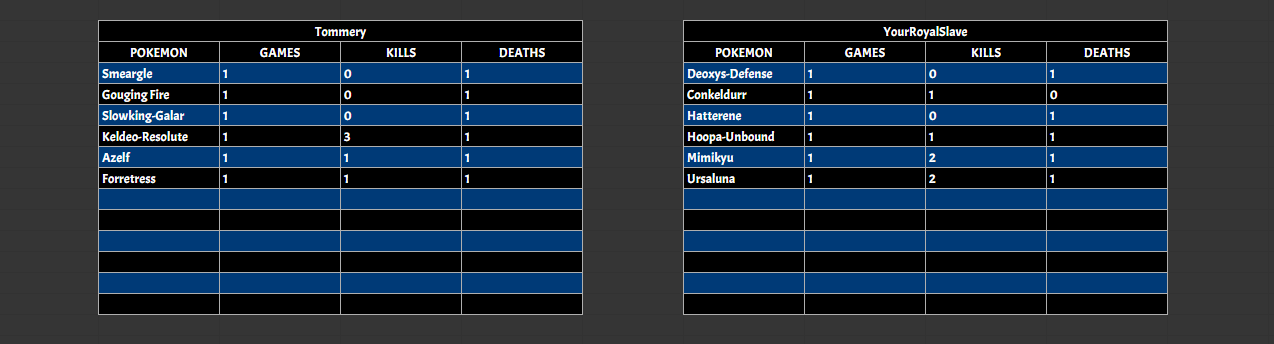 Tommery
POKEMON GAMES KILLS DEATHS
Smeargle 1 0 1
Gouging Fire 1 0 1
Slowking-Galar 1 0 1
Keldeo-Resolute 1 3 1
Azelf 1 1 1
Forretress 1 1 1
YourRoyalSlave
POKEMON GAMES KILLS DEATHS
Deoxys-Defense 1 0 1
Conkeldurr 1 1 0
Hatterene 1 0 1
Hoopa-Unbound 1 1 1
Mimikyu 1 2 1
Ursaluna 1 2 1